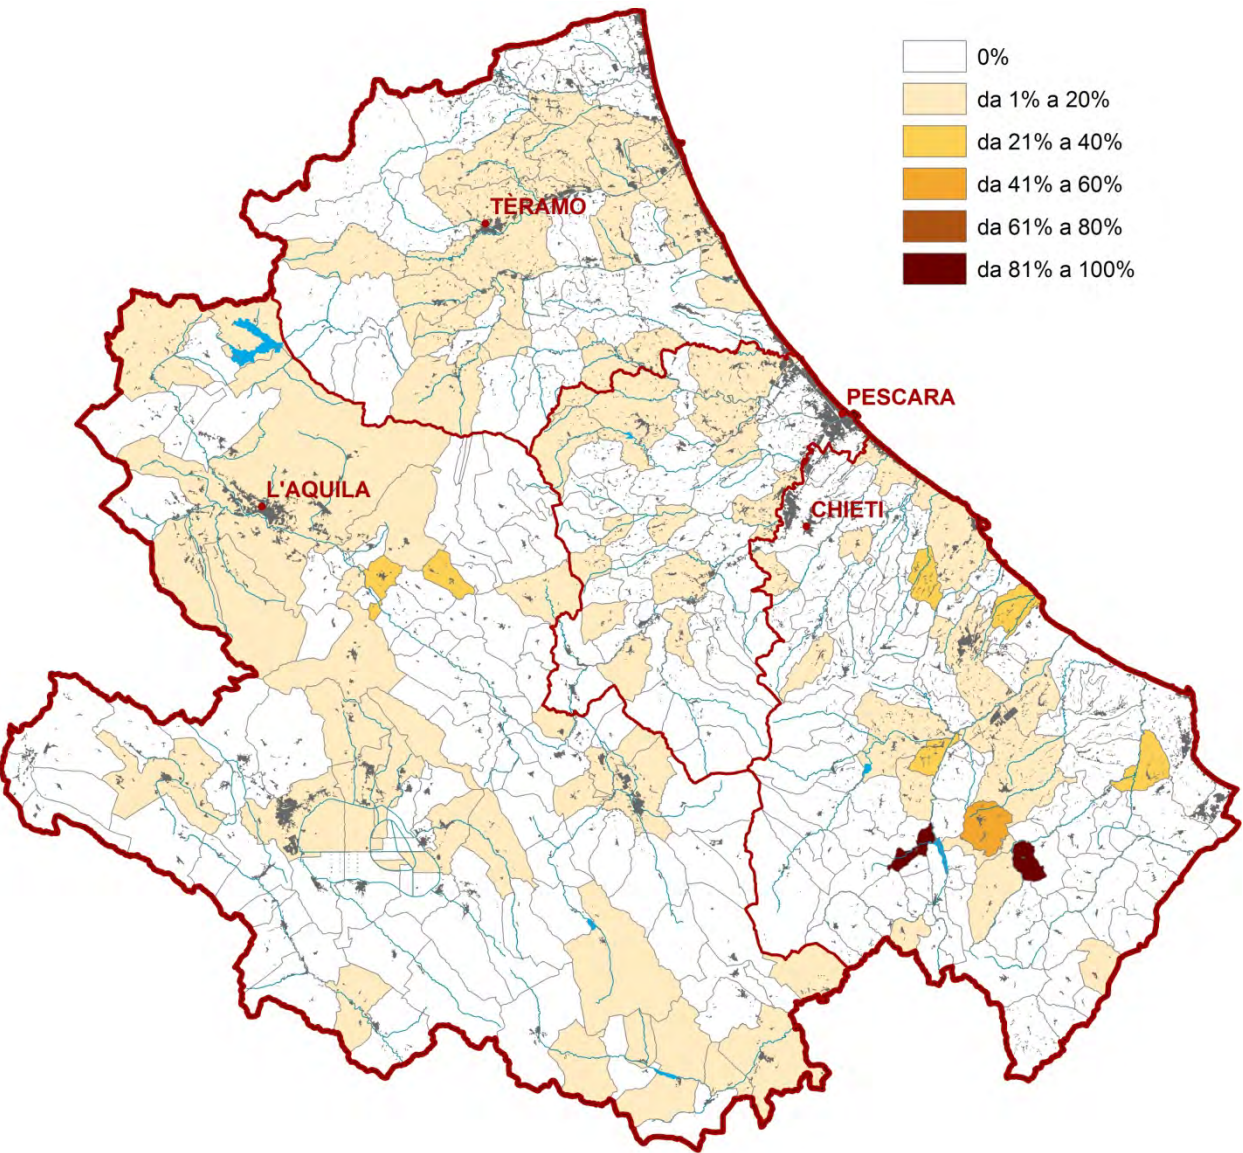 0%
da 1% a 20%
da 21% a 40%
da 41% a 60%
da 61% a 80%
da 81% a 100%
TÈRAMO
PESCARA
L'AQUILA
CHIETI